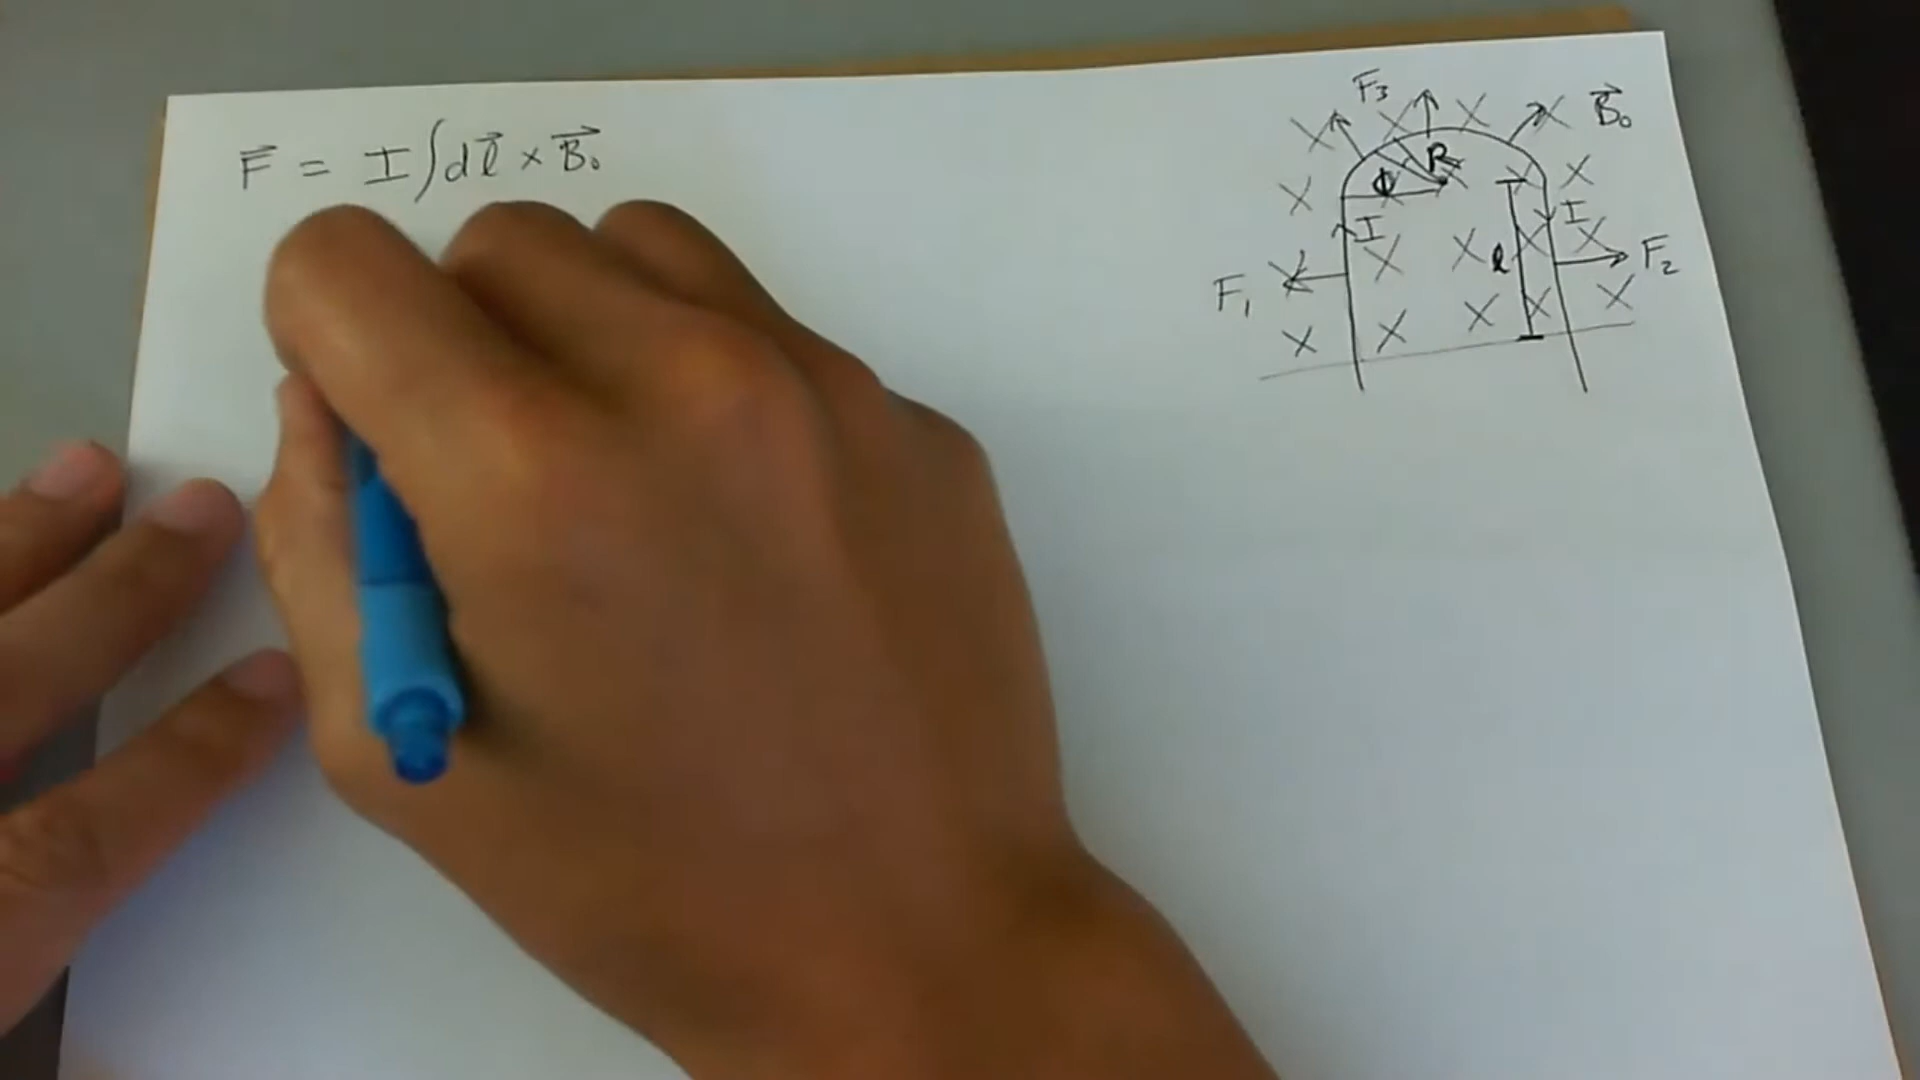 F⃗ = I∫dl⃗ × B⃗₀
F₃
B⃗₀
R
ϕ
I
I
l
F₁
F₂